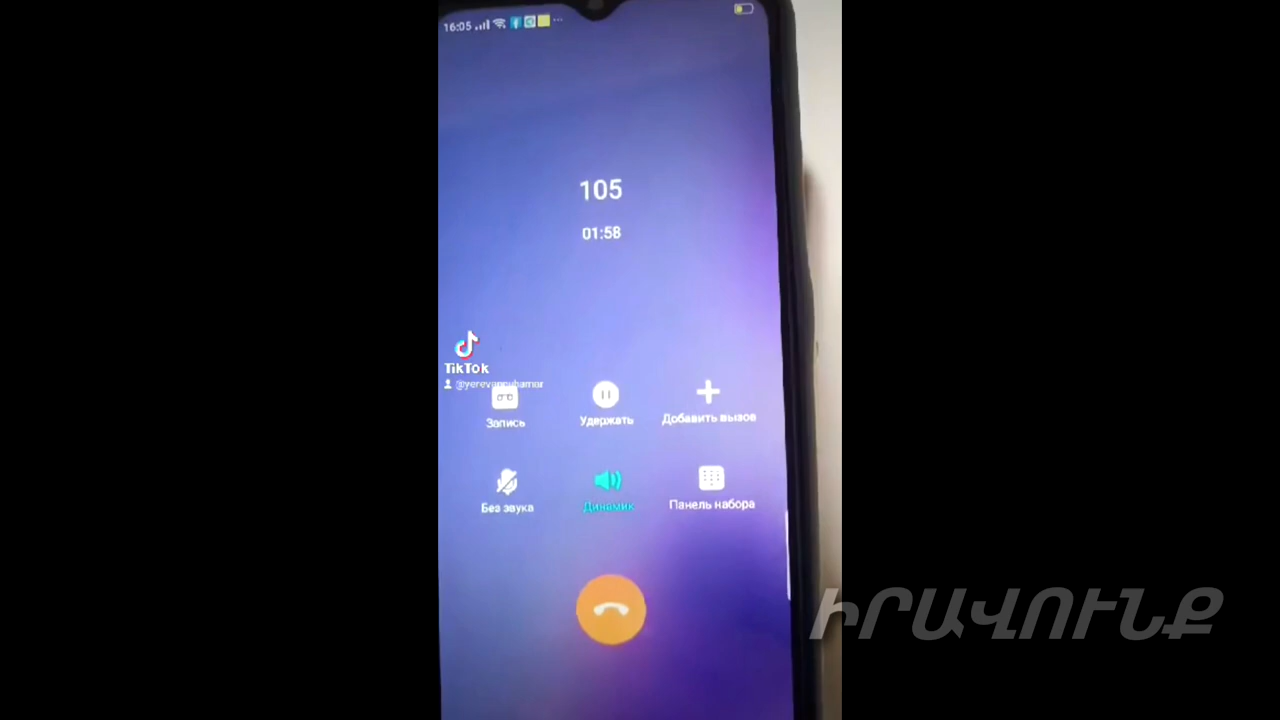 16:05
105
01:58
TikTok
Запись
Удержать
Добавить вызов
Без звука
Динамик
Панель набора
ԻՐԱՎՈՒՆՔ